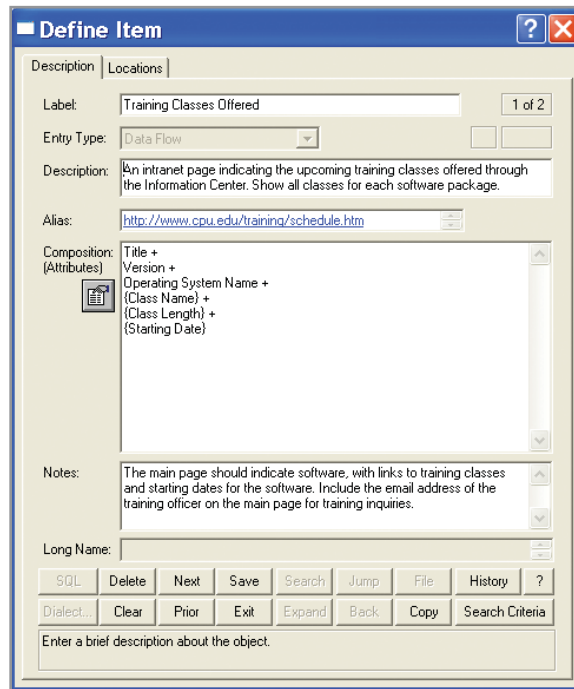 Define Item
Description
Locations
Label:
Training Classes Offered
1 of 2
Entry Type:
Data Flow
Description:
An intranet page indicating the upcoming training classes offered through
the Information Center. Show all classes for each software package.
Alias:
http://www.cpu.edu/training/schedule.htm
Composition:
(Attributes)
Title +
Version +
Operating System Name +
{Class Name} +
{Class Length} +
{Starting Date}
Notes:
The main page should indicate software, with links to training classes
and starting dates for the software. Include the email address of the
training officer on the main page for training inquiries.
Long Name:
SQL Delete Next Save Search Jump File History ?
Dialect... Clear Prior Exit Expand Back Copy Search Criteria
Enter a brief description about the object.